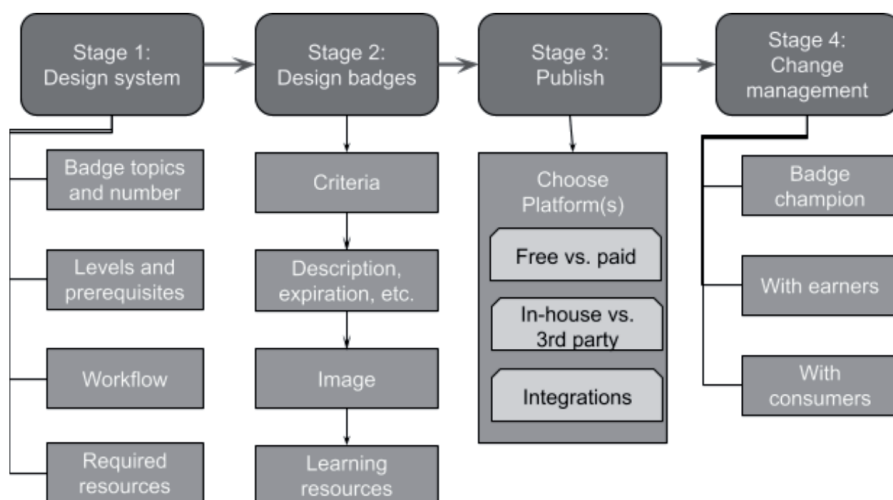 Stage 1:
Design system
Stage 2:
Design badges
Stage 3:
Publish
Stage 4:
Change
management
Badge topics
and number
Levels and
prerequisites
Workflow
Required
resources
Criteria
Description,
expiration, etc.
Image
Learning
resources
Choose
Platform(s)
Free vs. paid
In-house vs.
3rd party
Integrations
Badge
champion
With earners
With
consumers